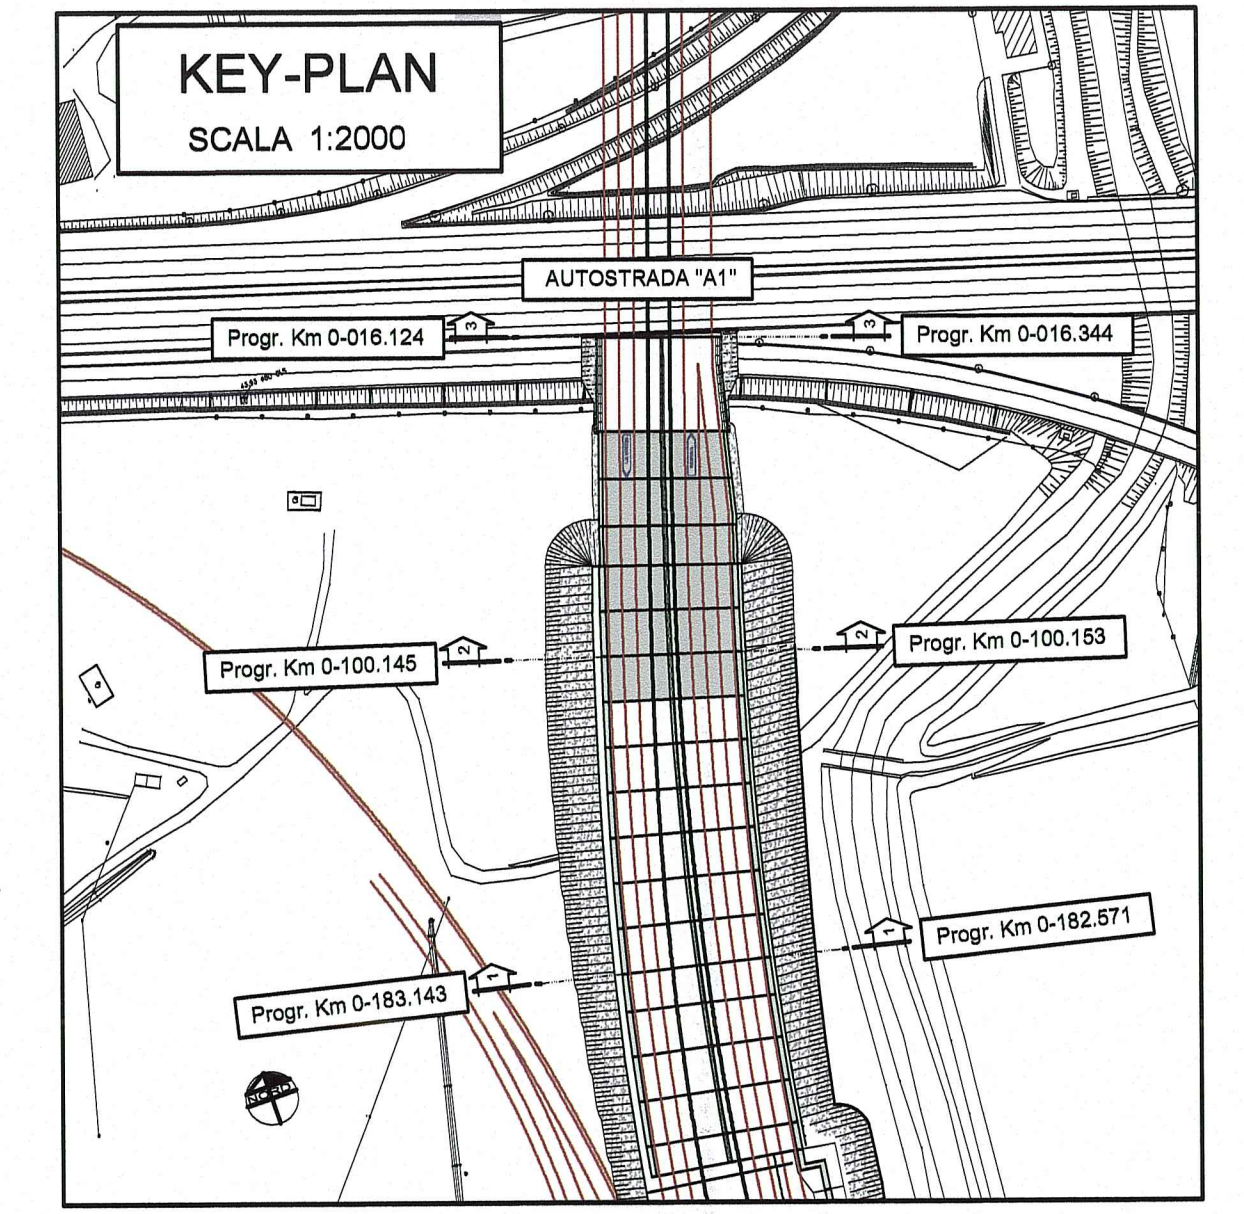 KEY-PLAN
SCALA 1:2000
AUTOSTRADA "A1"
3
Progr. Km 0-016.124
3
Progr. Km 0-016.344
2
Progr. Km 0-100.145
2
Progr. Km 0-100.153
1
Progr. Km 0-182.571
1
Progr. Km 0-183.143
NORD